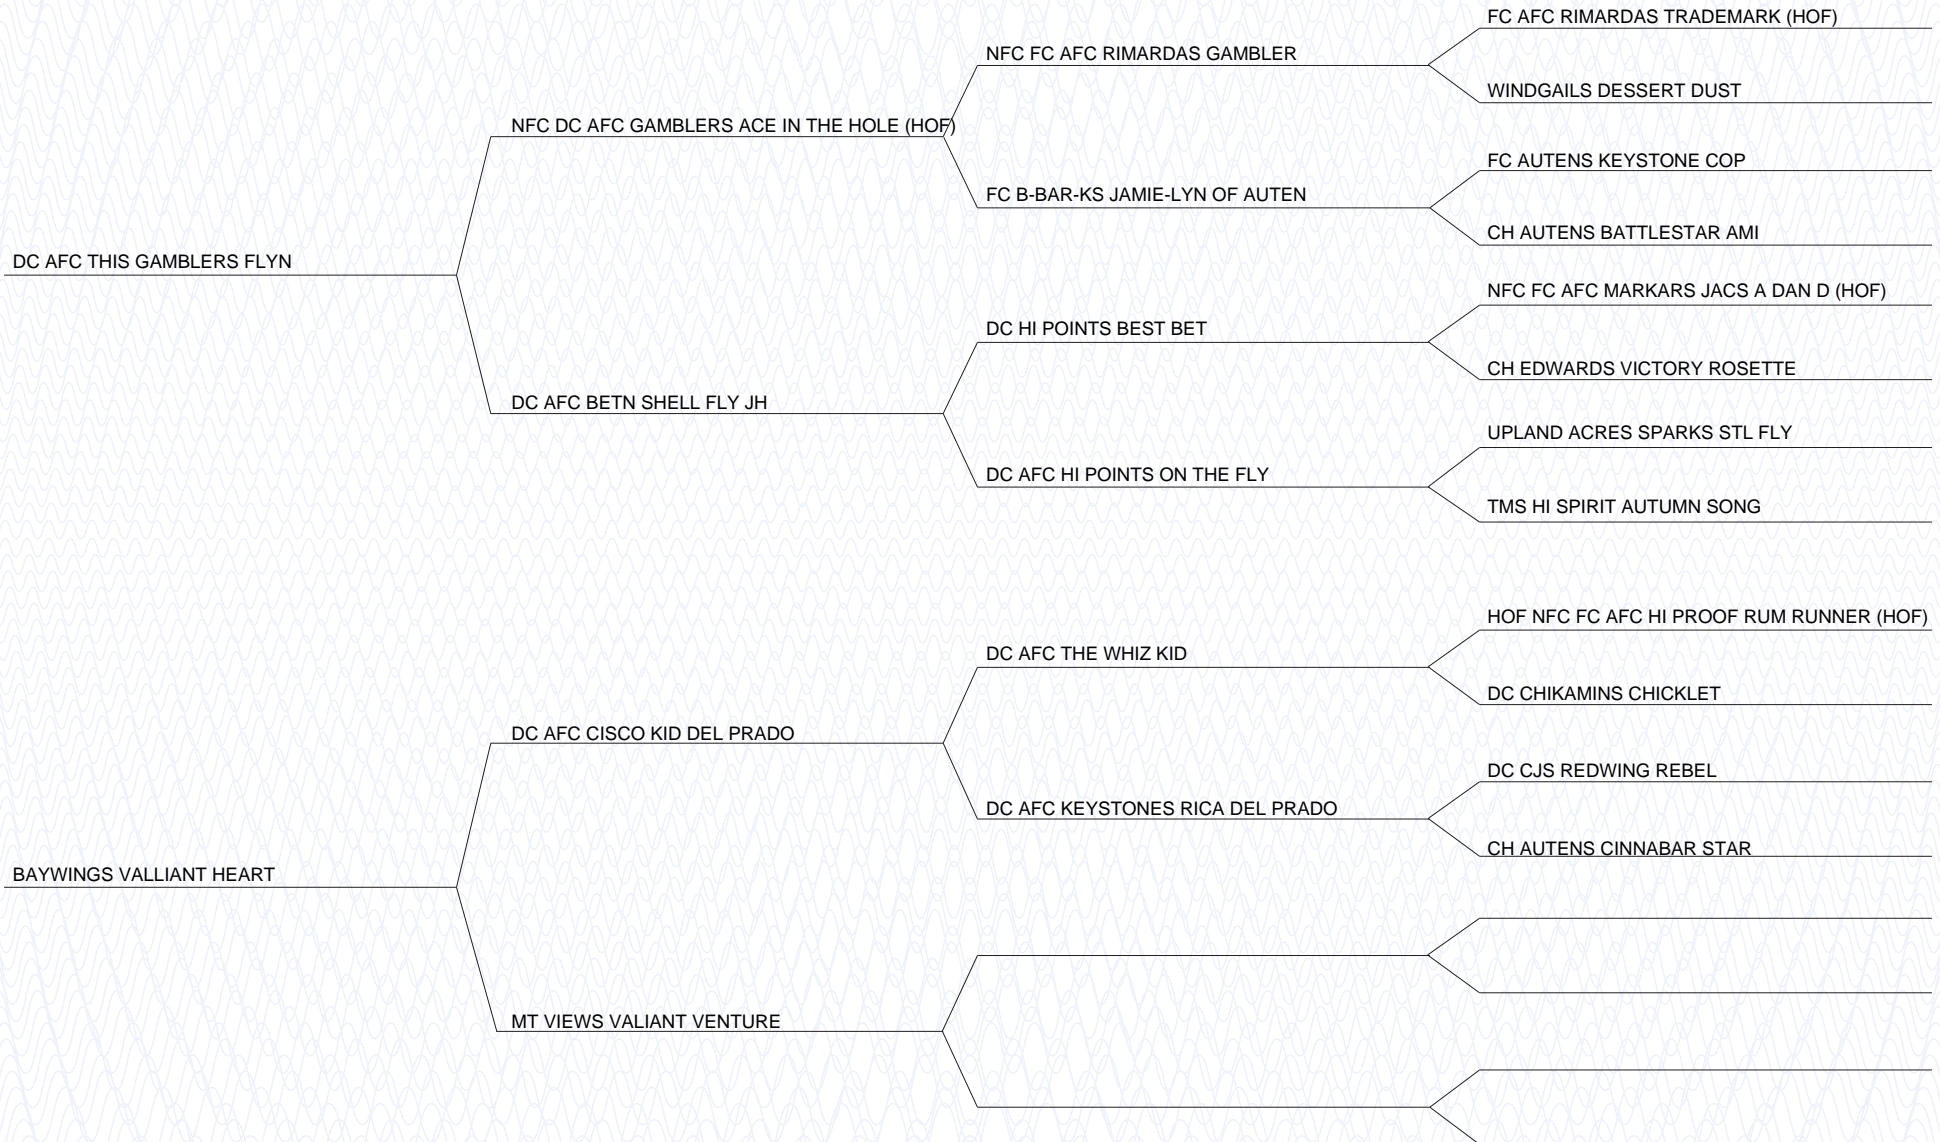 FC AFC RIMARDAS TRADEMARK (HOF)
NFC FC AFC RIMARDAS GAMBLER
WINDGAILS DESSERT DUST
NFC DC AFC GAMBLERS ACE IN THE HOLE (HOF)
FC AUTENS KEYSTONE COP
FC B-BAR-KS JAMIE-LYN OF AUTEN
CH AUTENS BATTLESTAR AMI
DC AFC THIS GAMBLERS FLYN
NFC FC AFC MARKARS JACS A DAN D (HOF)
DC HI POINTS BEST BET
CH EDWARDS VICTORY ROSETTE
DC AFC BETN SHELL FLY JH
UPLAND ACRES SPARKS STL FLY
DC AFC HI POINTS ON THE FLY
TMS HI SPIRIT AUTUMN SONG
HOF NFC FC AFC HI PROOF RUM RUNNER (HOF)
DC AFC THE WHIZ KID
DC CHIKAMINS CHICKLET
DC AFC CISCO KID DEL PRADO
DC CJS REDWING REBEL
DC AFC KEYSTONES RICA DEL PRADO
CH AUTENS CINNABAR STAR
BAYWINGS VALLIANT HEART
MT VIEWS VALIANT VENTURE